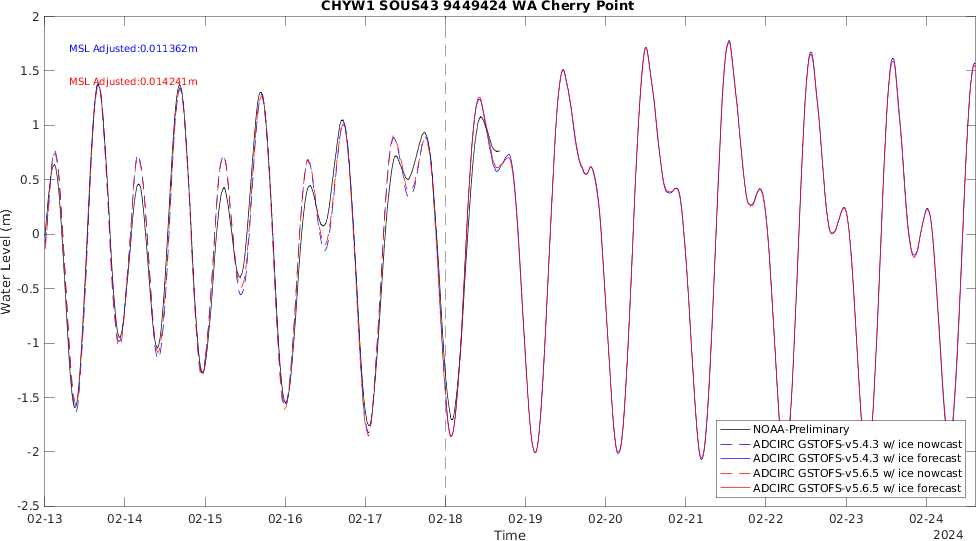 CHYW1 SOUS43 9449424 WA Cherry Point
MSL Adjusted:0.011362m
MSL Adjusted:0.014241m
Water Level (m)
2
1.5
1
0.5
0
-0.5
-1
-1.5
-2
-2.5
NOAA-Preliminary
ADCIRC GSTOFS-v5.4.3 w/ ice nowcast
ADCIRC GSTOFS-v5.4.3 w/ ice forecast
ADCIRC GSTOFS-v5.6.5 w/ ice nowcast
ADCIRC GSTOFS-v5.6.5 w/ ice forecast
02-13 02-14 02-15 02-16 02-17 02-18 02-19 02-20 02-21 02-22 02-23 02-24
Time
2024